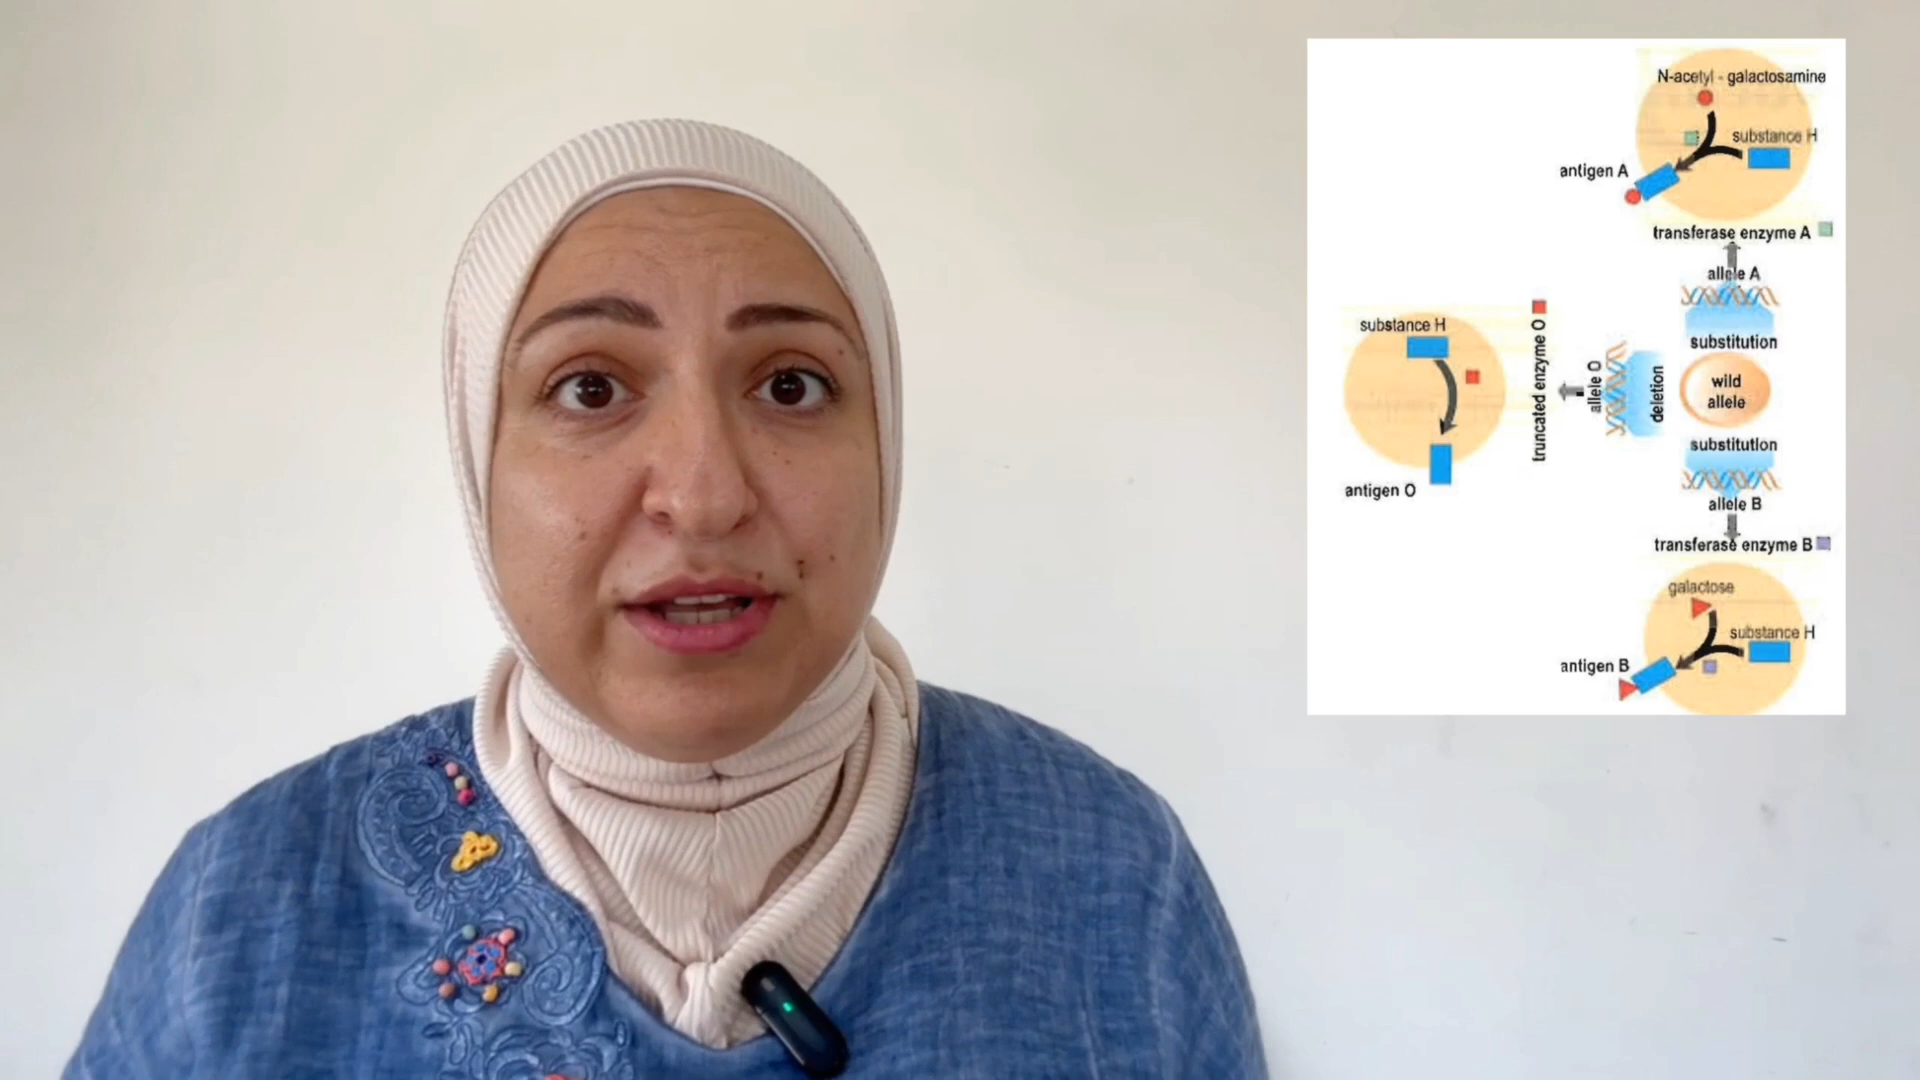 N-acetyl - galactosamine
substance H
antigen A
transferase enzyme A
allele A
substitution
substance H
truncated enzyme O
allele O
deletion
wild
allele
antigen O
substitution
allele B
transferase enzyme B
galactose
substance H
antigen B